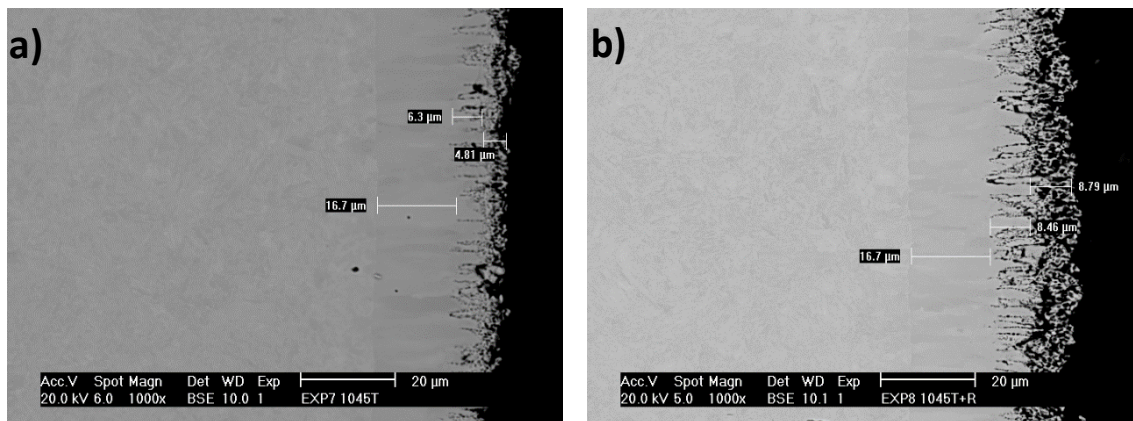 a)
6.3 µm
4.81 µm
16.7 µm
Acc.V Spot Magn Det WD Exp 20 µm
20.0 kV 6.0 1000x BSE 10.0 1 EXP7 1045T
b)
8.79 µm
8.46 µm
16.7 µm
Acc.V Spot Magn Det WD Exp 20 µm
20.0 kV 5.0 1000x BSE 10.1 1 EXP8 1045T+R